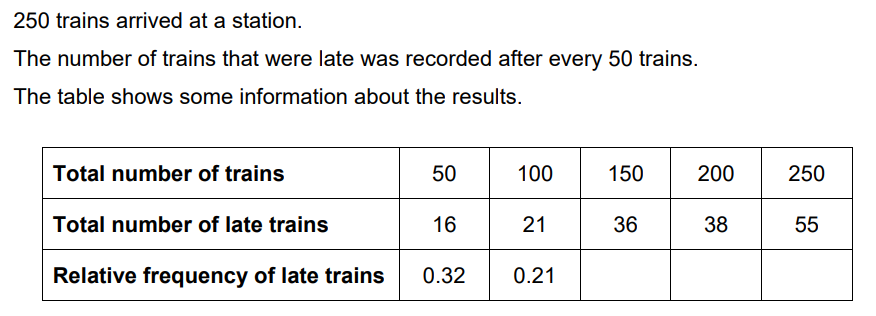 250 trains arrived at a station.
The number of trains that were late was recorded after every 50 trains.
The table shows some information about the results.
Total number of trains 50 100 150 200 250
Total number of late trains 16 21 36 38 55
Relative frequency of late trains 0.32 0.21